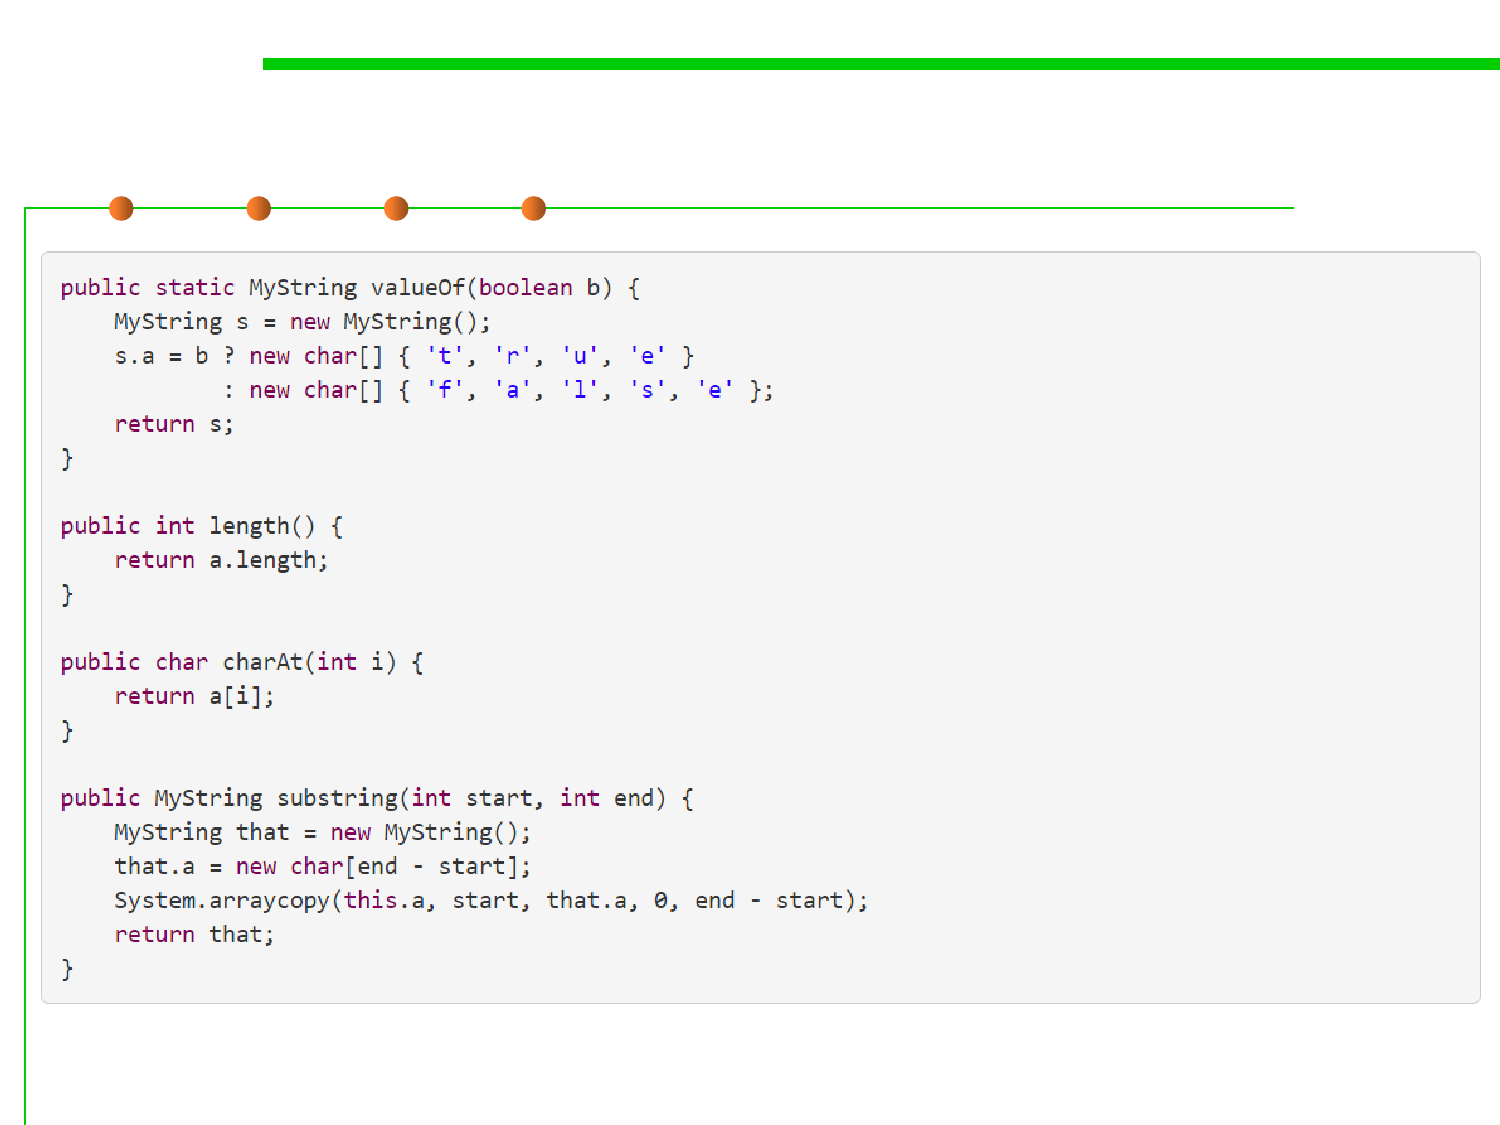 public static MyString valueOf(boolean b) {
    MyString s = new MyString();
    s.a = b ? new char[] { 't', 'r', 'u', 'e' }
            : new char[] { 'f', 'a', 'l', 's', 'e' };
    return s;
}

public int length() {
    return a.length;
}

public char charAt(int i) {
    return a[i];
}

public MyString substring(int start, int end) {
    MyString that = new MyString();
    that.a = new char[end - start];
    System.arraycopy(this.a, start, that.a, 0, end - start);
    return that;
}